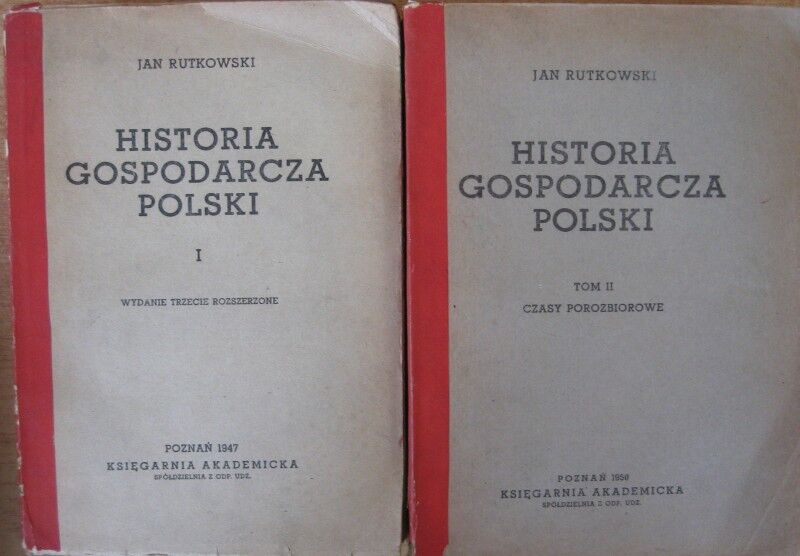 JAN RUTKOWSKI
HISTORIA
GOSPODARCZA
POLSKI
I
WYDANIE TRZECIE ROZSZERZONE
POZNAŃ 1947
KSIĘGARNIA AKADEMICKA
SPÓŁDZIELNIA Z ODP. UDZ.
JAN RUTKOWSKI
HISTORIA
GOSPODARCZA
POLSKI
TOM II
CZASY POROZBIOROWE
POZNAŃ 1950
KSIĘGARNIA AKADEMICKA
SPÓŁDZIELNIA Z ODP. UDZ.